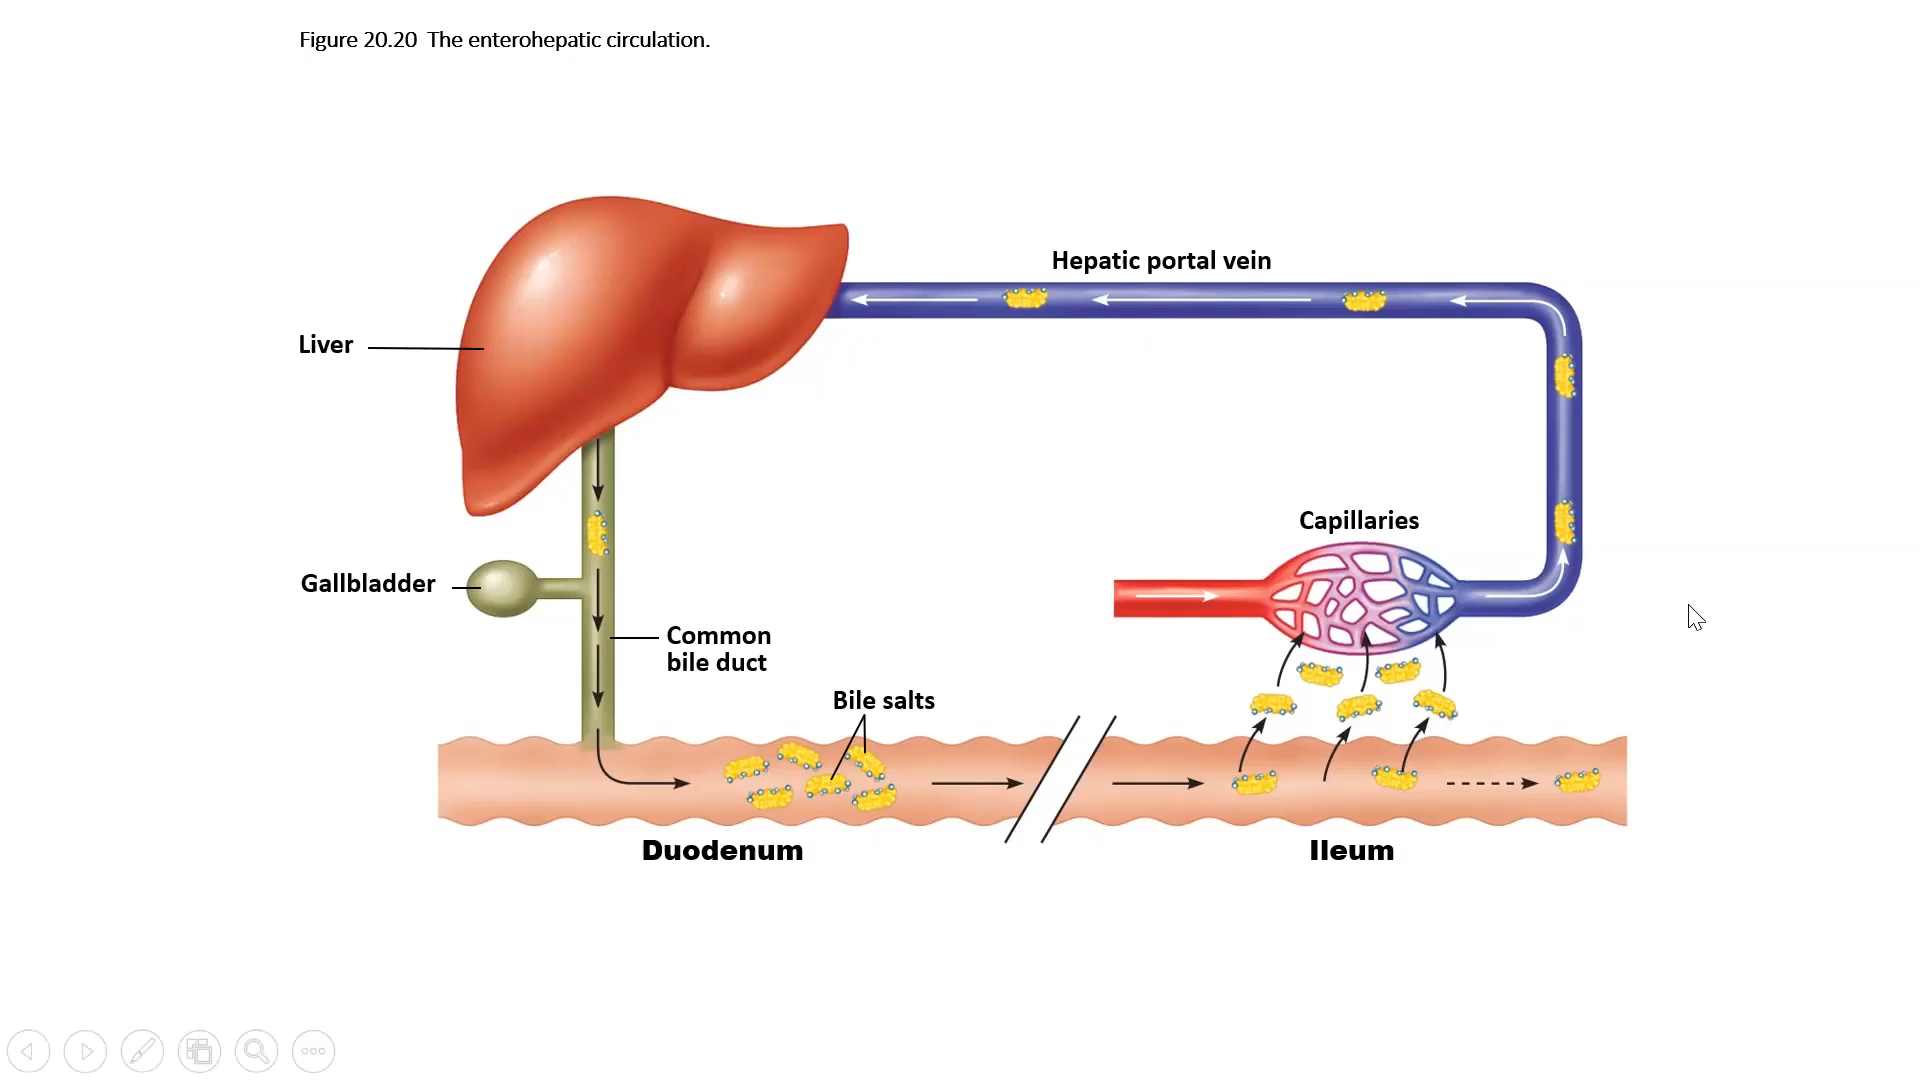 Figure 20.20 The enterohepatic circulation.
Hepatic portal vein
Liver
Capillaries
Gallbladder
Common
bile duct
Bile salts
Duodenum
Ileum